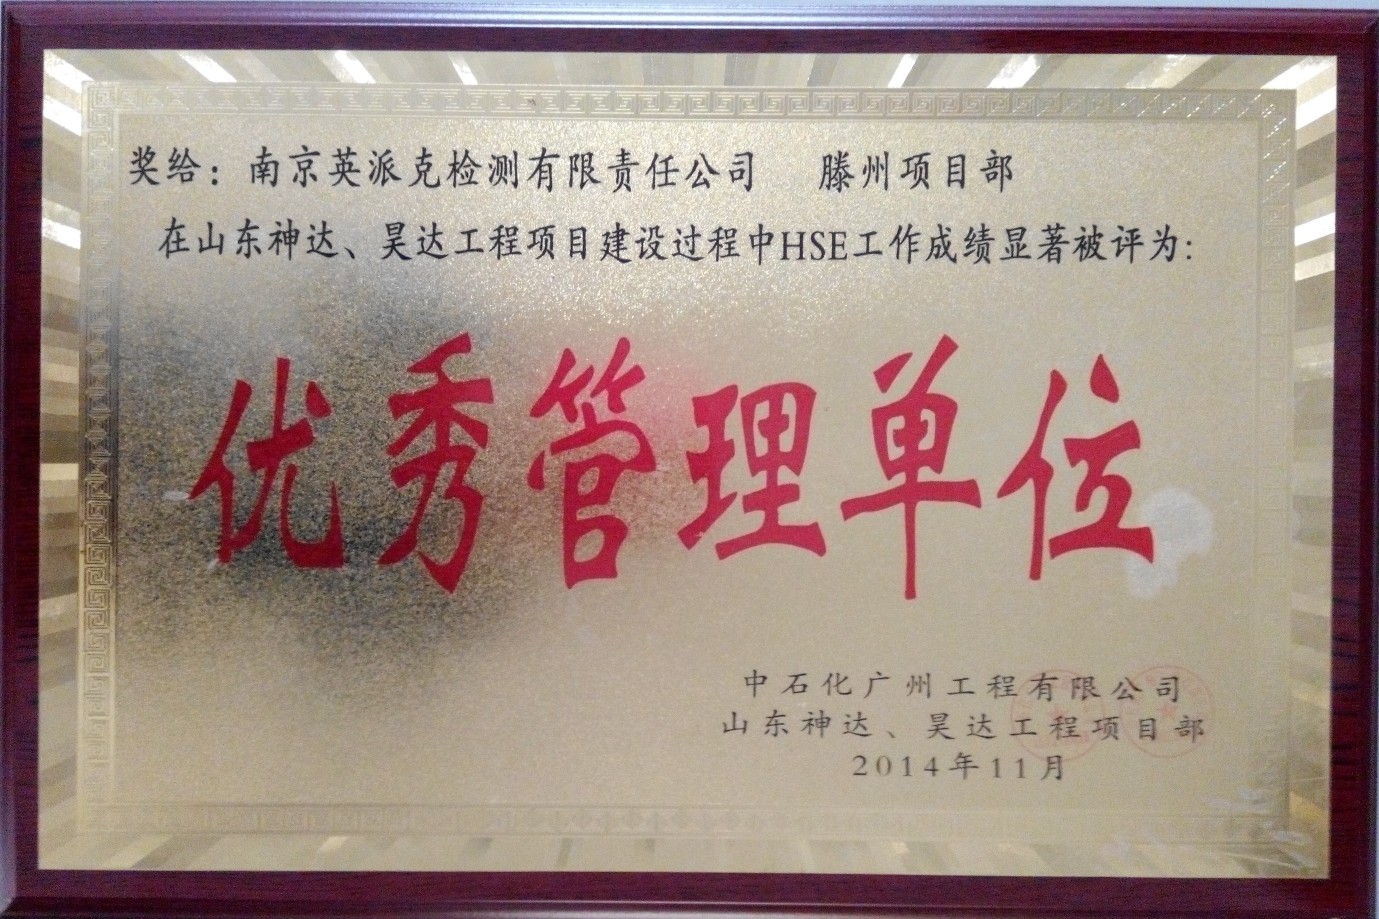 奖给：南京英派克检测有限责任公司 滕州项目部
在山东神达、昊达工程项目建设过程中HSE工作成绩显著被评为：
优秀管理单位
中石化广州工程有限公司
山东神达、昊达工程项目部
2014年11月